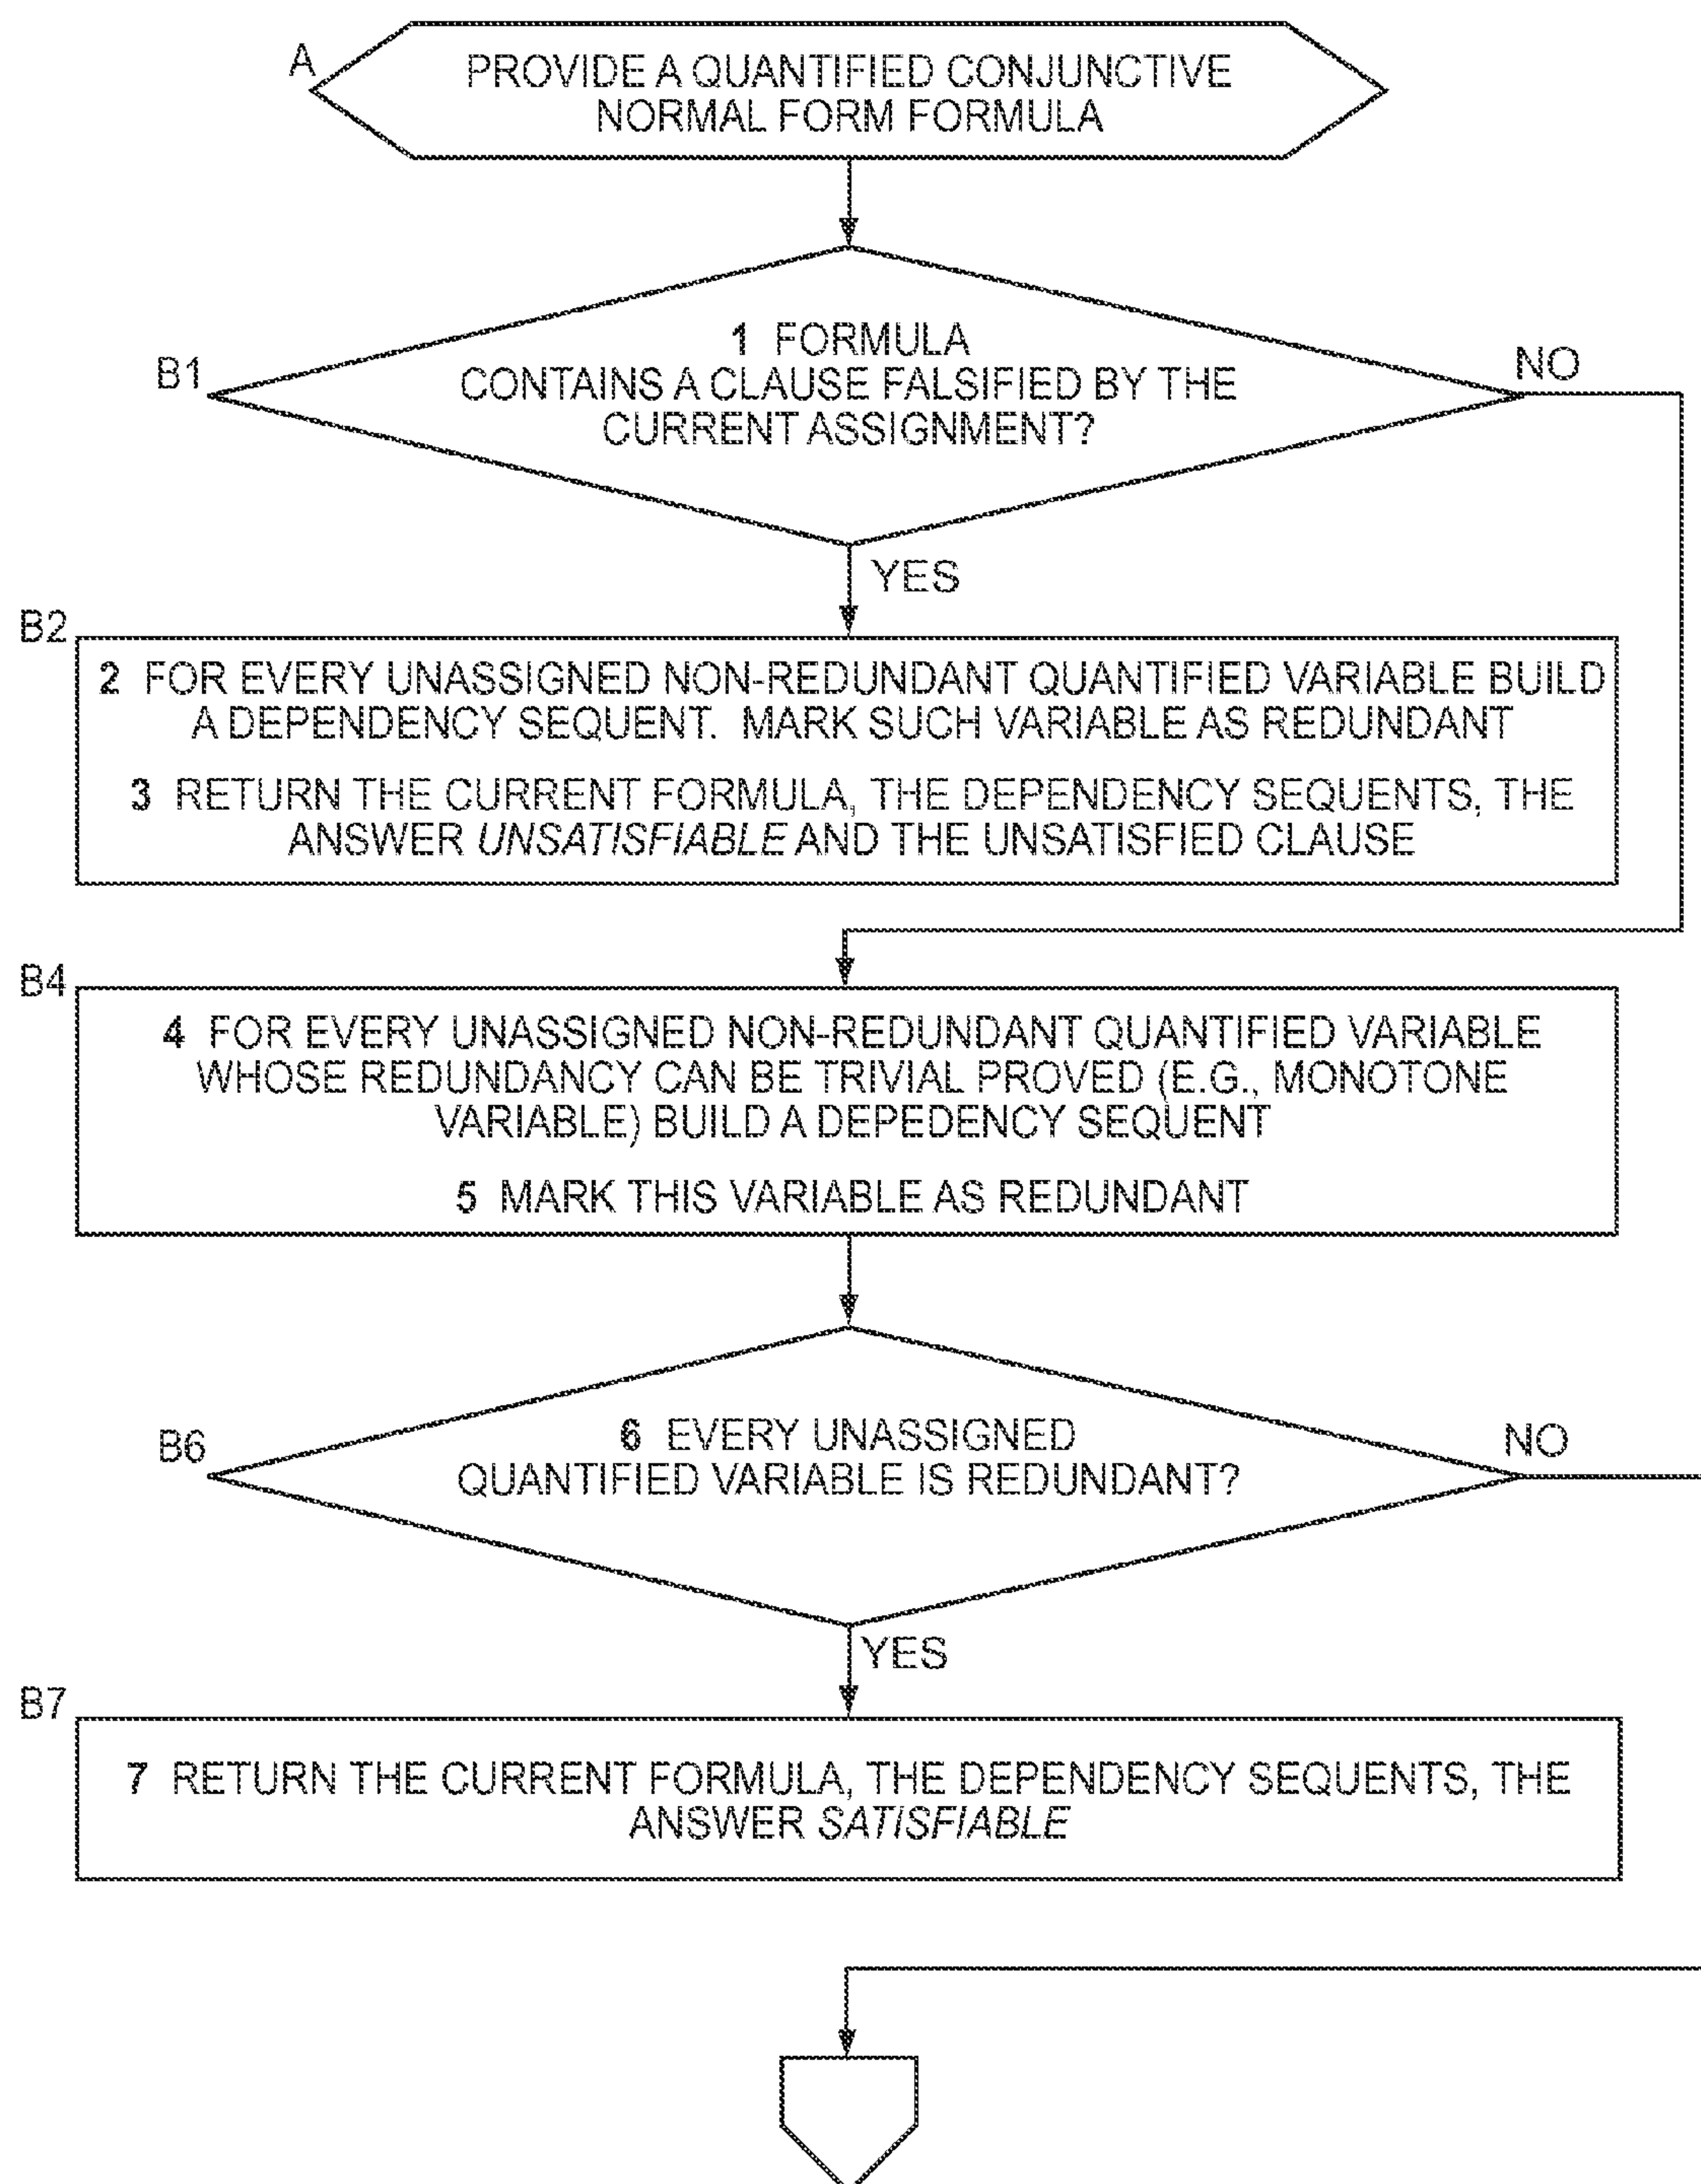 A
PROVIDE A QUANTIFIED CONJUNCTIVE
NORMAL FORM FORMULA
B1
1 FORMULA
CONTAINS A CLAUSE FALSIFIED BY THE
CURRENT ASSIGNMENT?
NO
YES
B2
2 FOR EVERY UNASSIGNED NON-REDUNDANT QUANTIFIED VARIABLE BUILD
A DEPENDENCY SEQUENT. MARK SUCH VARIABLE AS REDUNDANT
3 RETURN THE CURRENT FORMULA, THE DEPENDENCY SEQUENTS, THE
ANSWER UNSATISFIABLE AND THE UNSATISFIED CLAUSE
B4
4 FOR EVERY UNASSIGNED NON-REDUNDANT QUANTIFIED VARIABLE
WHOSE REDUNDANCY CAN BE TRIVIAL PROVED (E.G., MONOTONE
VARIABLE) BUILD A DEPEDENCY SEQUENT
5 MARK THIS VARIABLE AS REDUNDANT
B6
6 EVERY UNASSIGNED
QUANTIFIED VARIABLE IS REDUNDANT?
NO
YES
B7
7 RETURN THE CURRENT FORMULA, THE DEPENDENCY SEQUENTS, THE
ANSWER SATISFIABLE